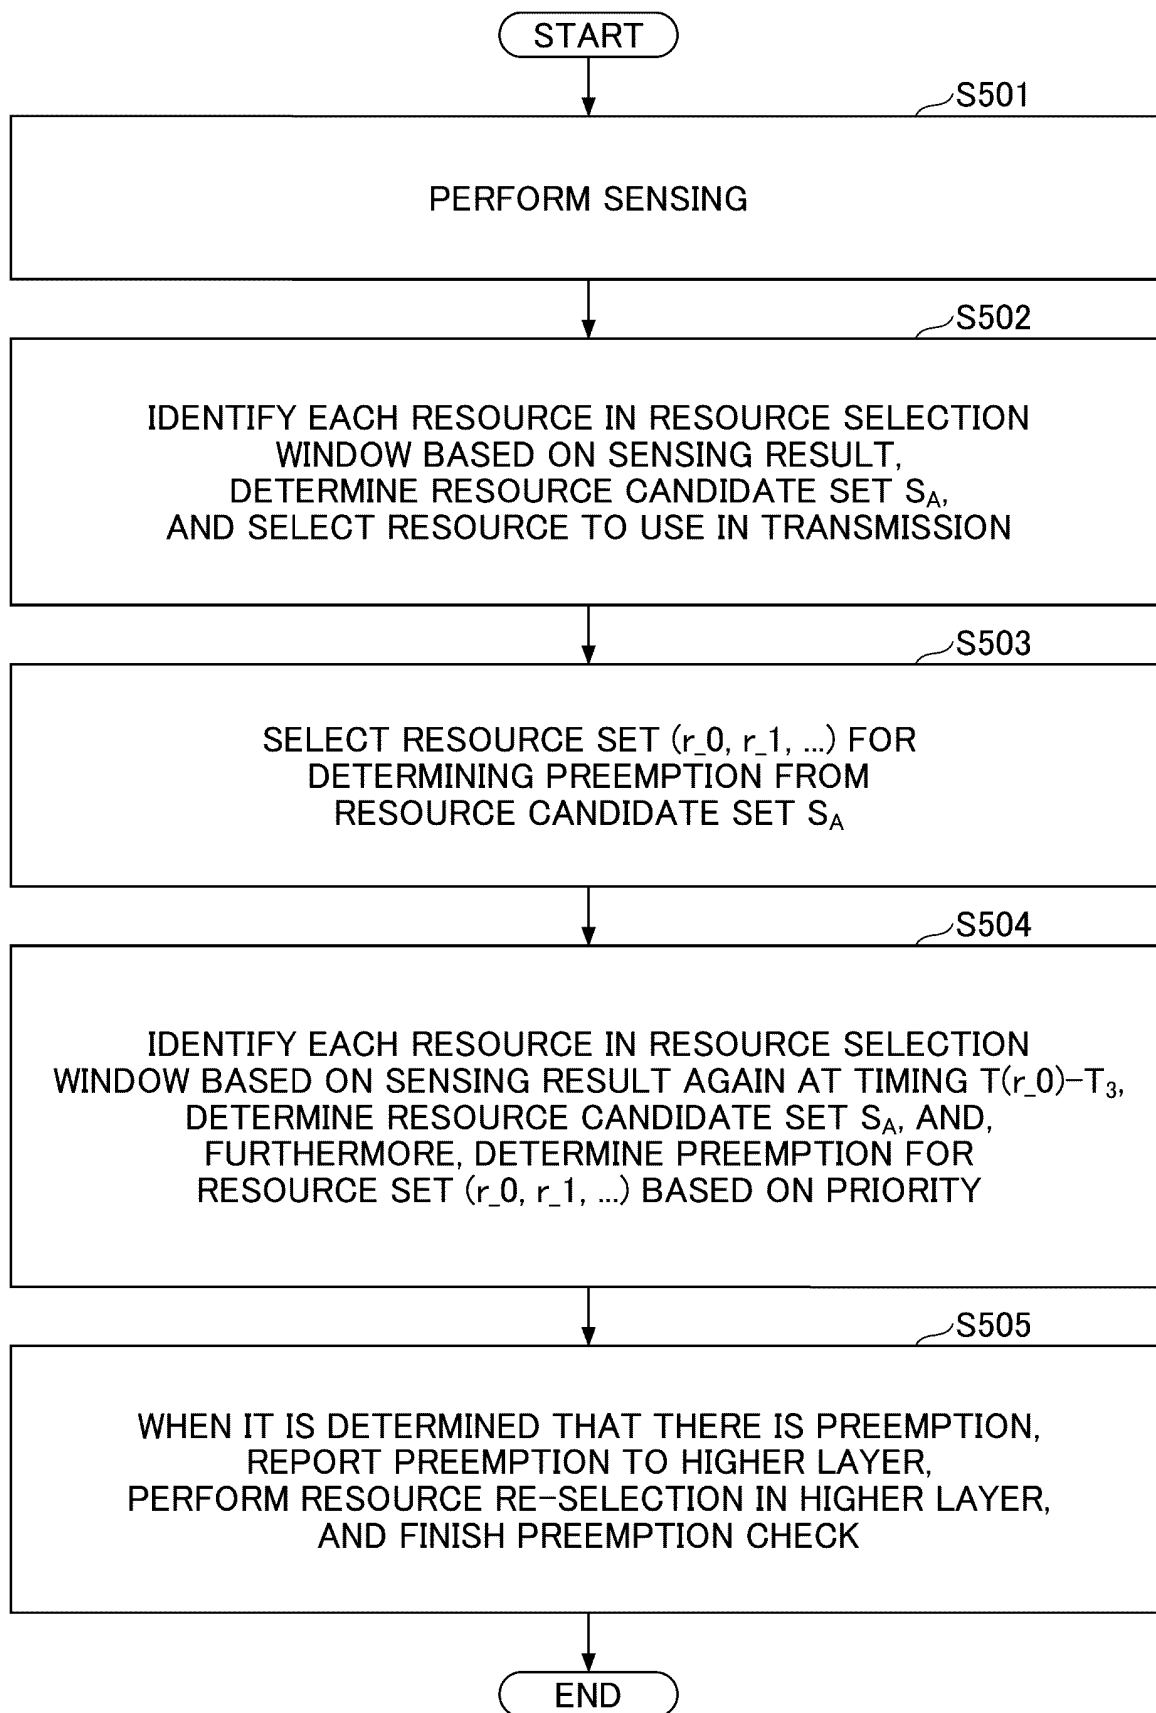 START
S501
PERFORM SENSING
S502
IDENTIFY EACH RESOURCE IN RESOURCE SELECTION
WINDOW BASED ON SENSING RESULT,
DETERMINE RESOURCE CANDIDATE SET S_A,
AND SELECT RESOURCE TO USE IN TRANSMISSION
S503
SELECT RESOURCE SET (r_0, r_1, ...) FOR
DETERMINING PREEMPTION FROM
RESOURCE CANDIDATE SET S_A
S504
IDENTIFY EACH RESOURCE IN RESOURCE SELECTION
WINDOW BASED ON SENSING RESULT AGAIN AT TIMING T(r_0)-T_3,
DETERMINE RESOURCE CANDIDATE SET S_A, AND,
FURTHERMORE, DETERMINE PREEMPTION FOR
RESOURCE SET (r_0, r_1, ...) BASED ON PRIORITY
S505
WHEN IT IS DETERMINED THAT THERE IS PREEMPTION,
REPORT PREEMPTION TO HIGHER LAYER,
PERFORM RESOURCE RE-SELECTION IN HIGHER LAYER,
AND FINISH PREEMPTION CHECK
END